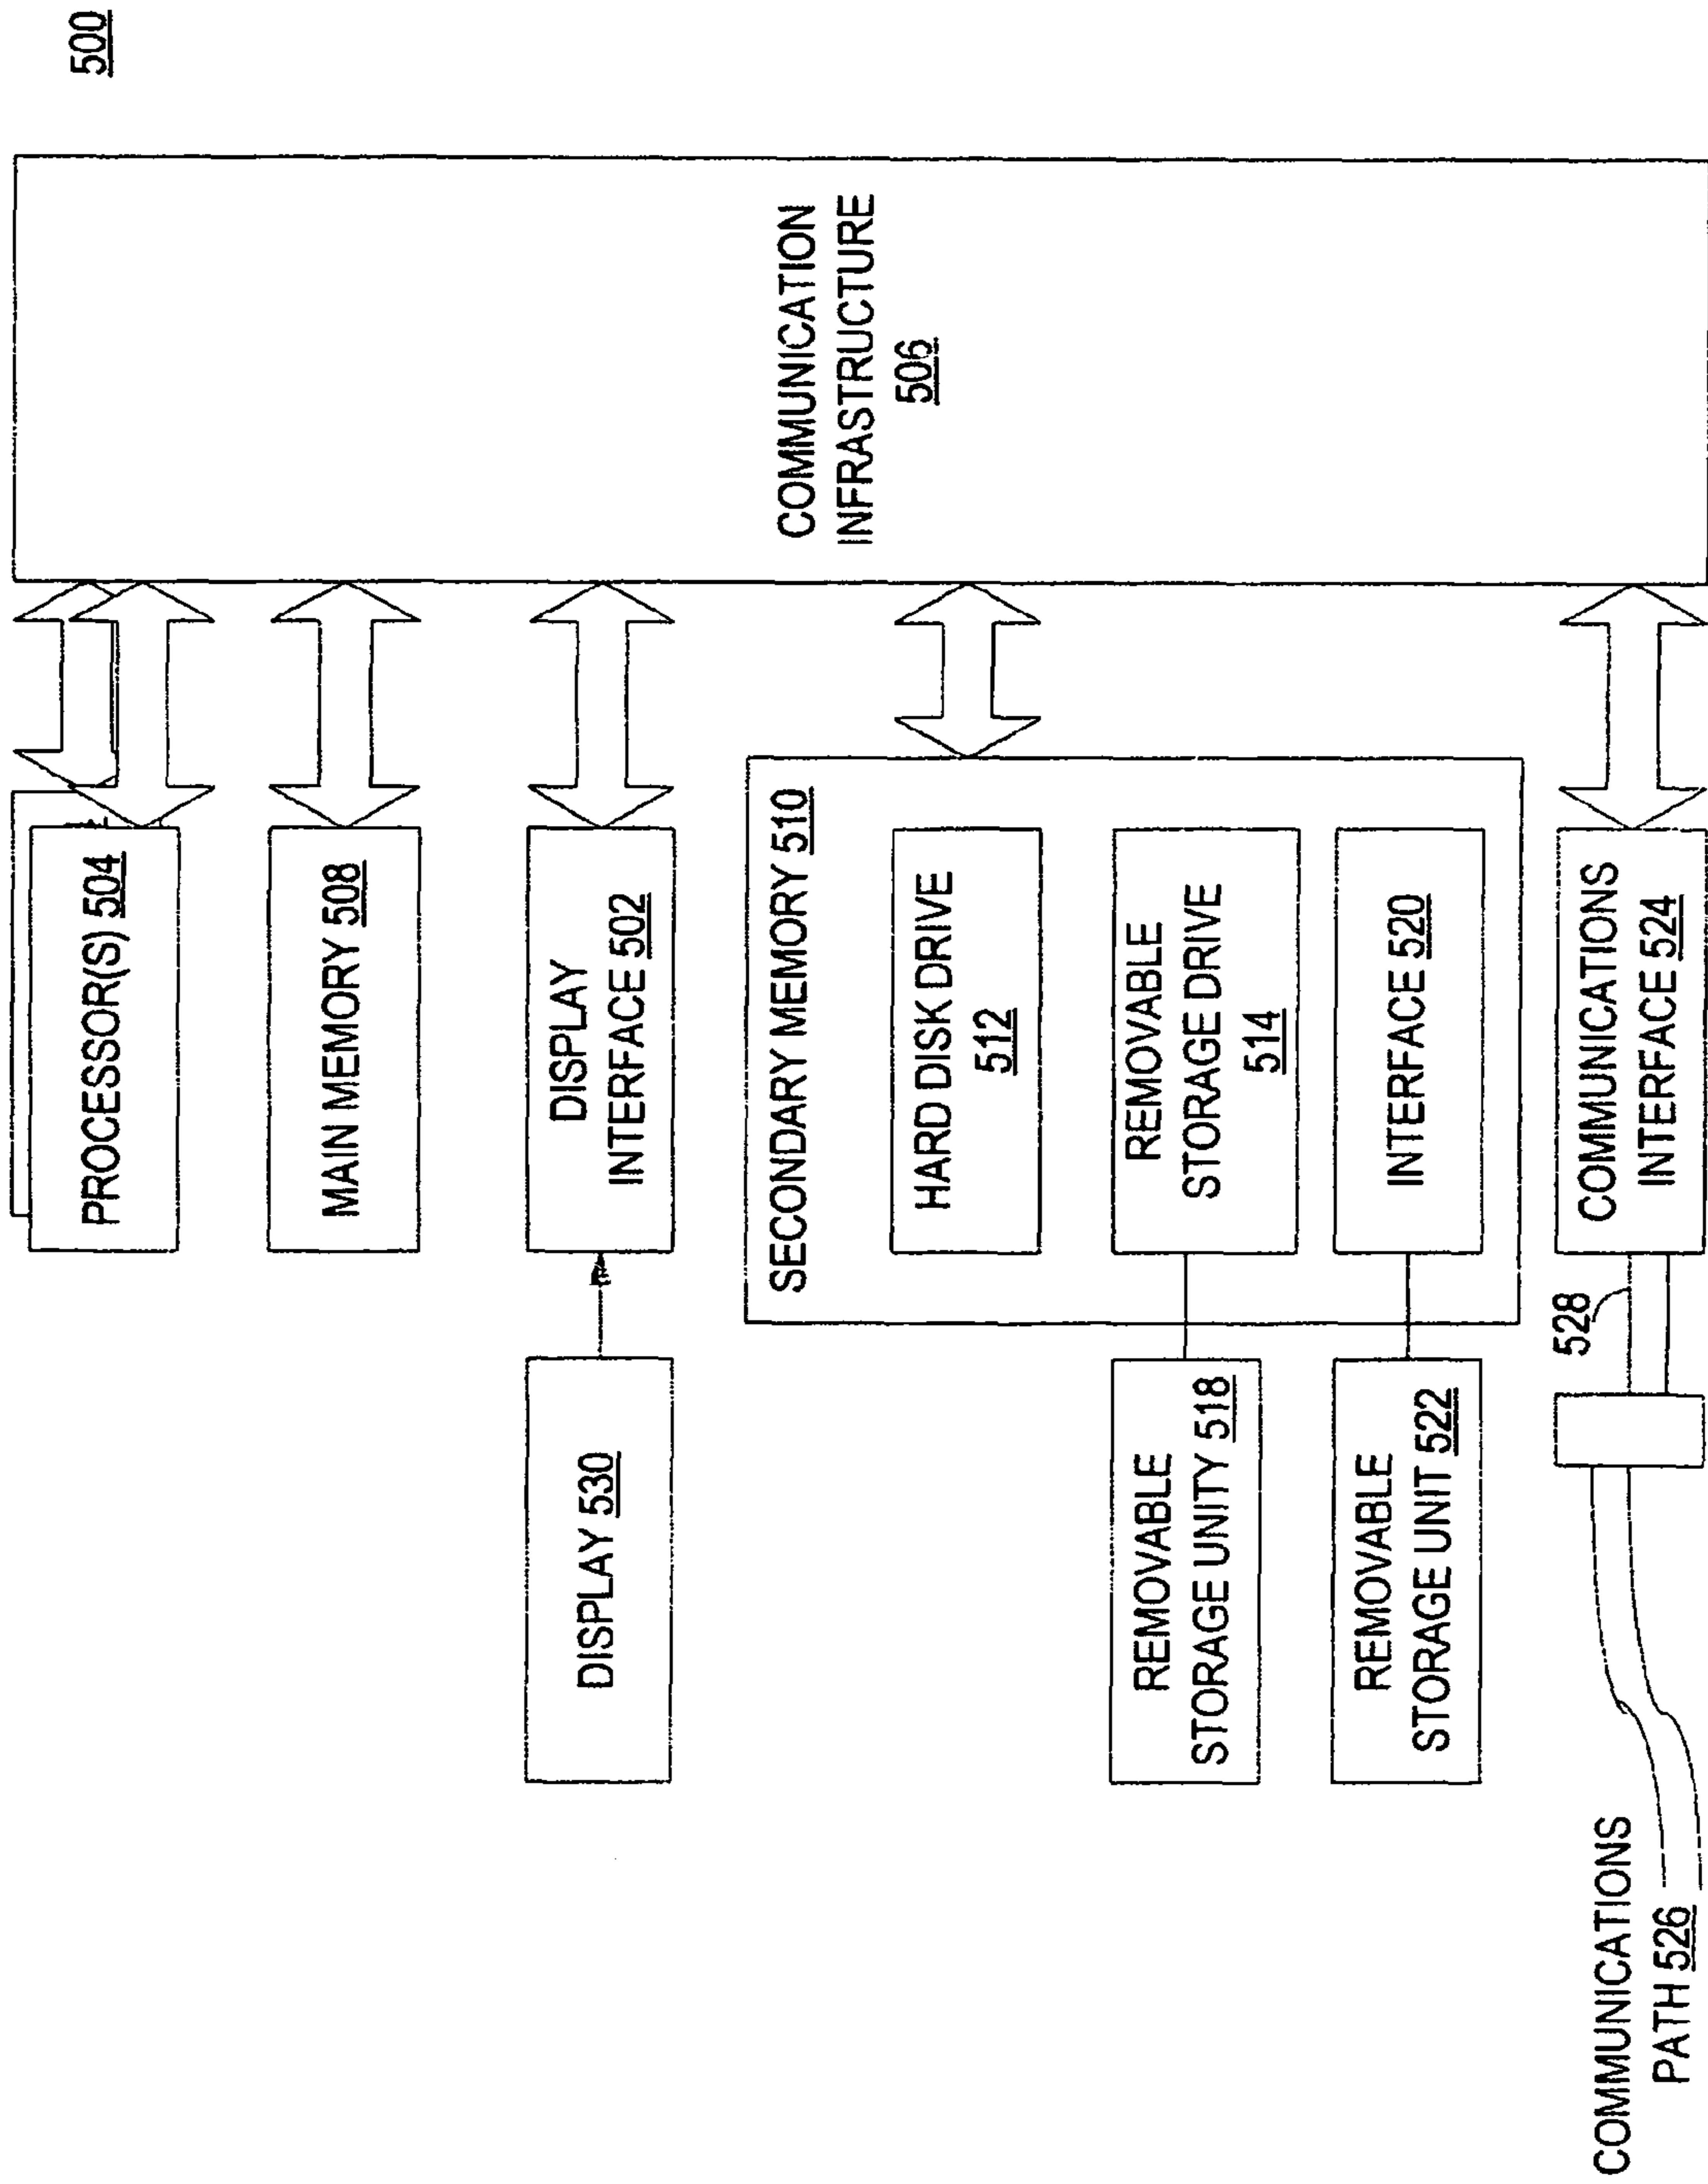 500
COMMUNICATION
INFRASTRUCTURE
506
PROCESSOR(S) 504
MAIN MEMORY 508
DISPLAY
INTERFACE 502
DISPLAY 530
SECONDARY MEMORY 510
HARD DISK DRIVE
512
REMOVABLE
STORAGE DRIVE
514
INTERFACE 520
REMOVABLE
STORAGE UNITY 518
REMOVABLE
STORAGE UNIT 522
COMMUNICATIONS
INTERFACE 524
528
COMMUNICATIONS
PATH 526